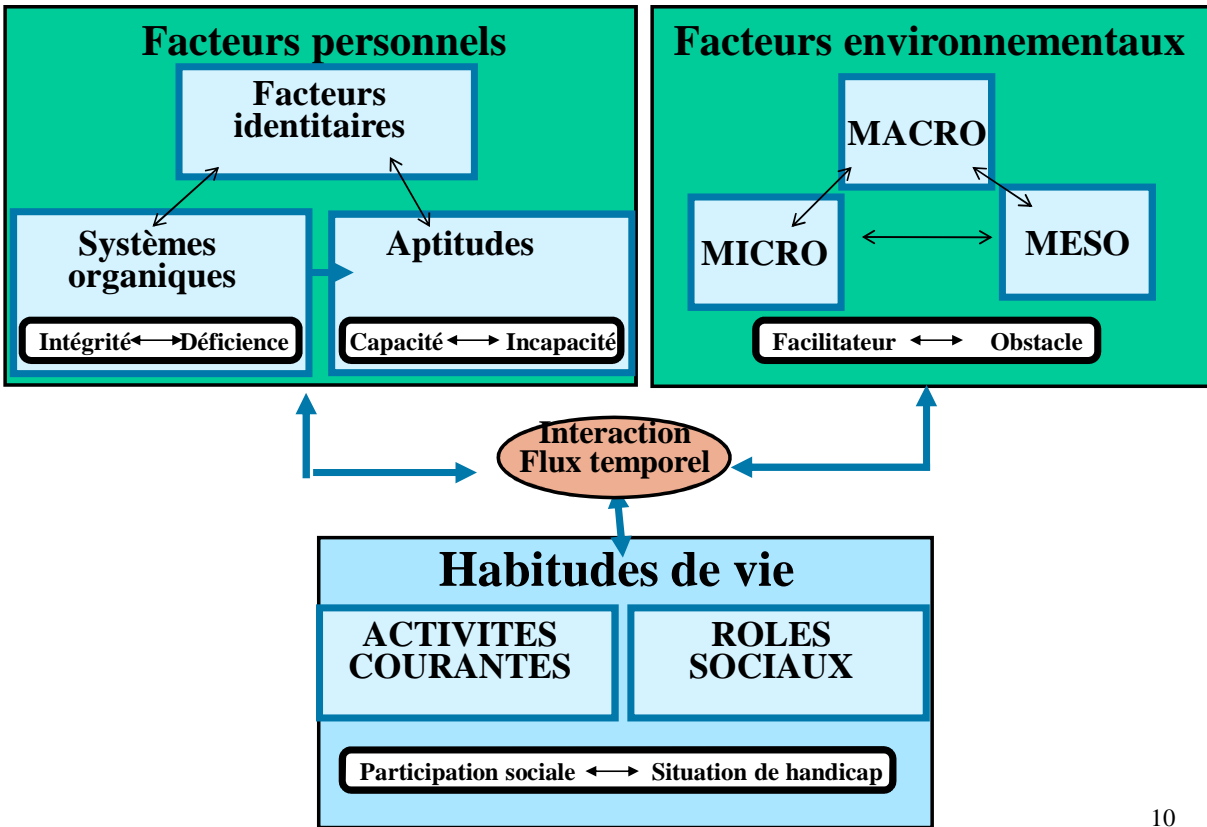 Facteurs personnels
Facteurs
identitaires
Systèmes
organiques
Aptitudes
Intégrité Déficience
Capacité Incapacité
Facteurs environnementaux
MACRO
MICRO
MESO
Facilitateur Obstacle
Interaction
Flux temporel
Habitudes de vie
ACTIVITES
COURANTES
ROLES
SOCIAUX
Participation sociale Situation de handicap
10